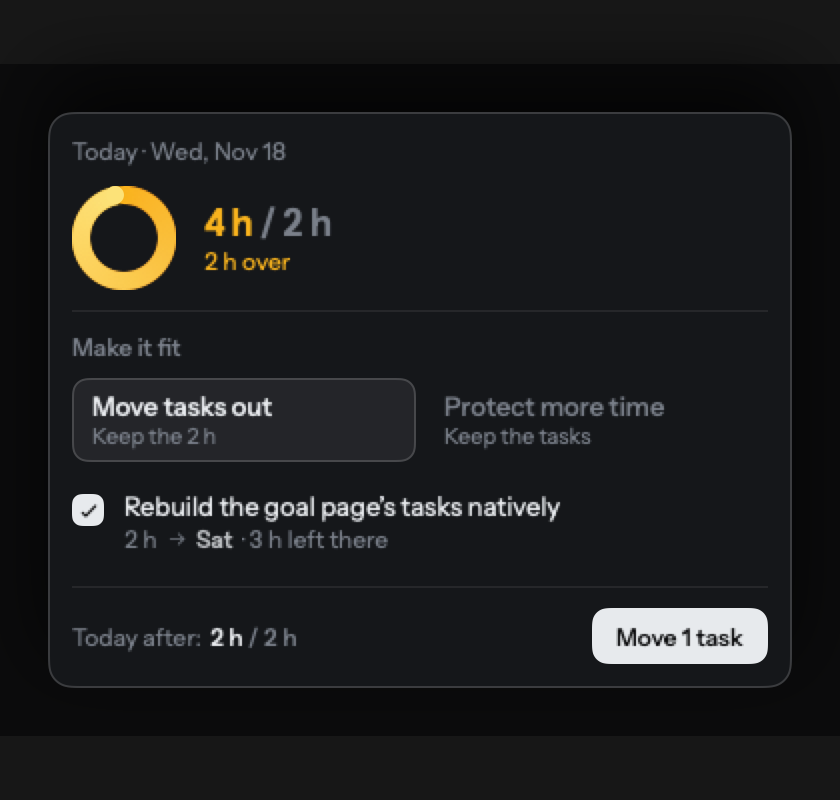 Today · Wed, Nov 18
4 h / 2 h
2 h over
Make it fit
Move tasks out
Keep the 2 h
Protect more time
Keep the tasks
Rebuild the goal page’s tasks natively
2 h → Sat · 3 h left there
Today after: 2 h / 2 h
Move 1 task